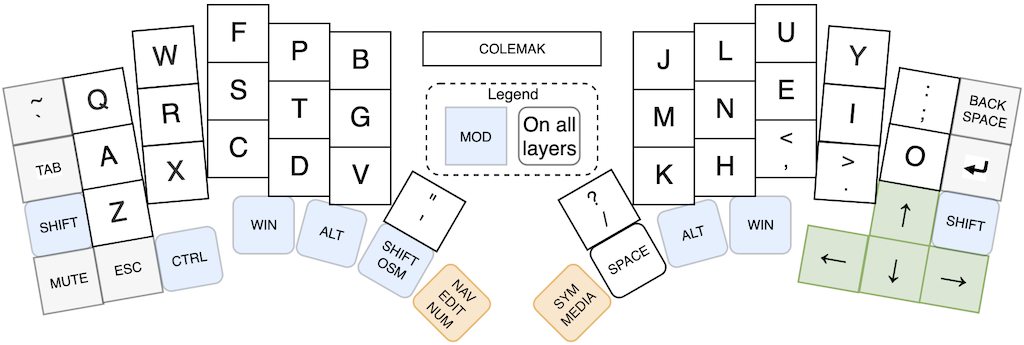 COLEMAK
Legend
MOD
On all
layers
~
`
Q
W
F
P
B
TAB
A
R
S
T
G
SHIFT
Z
X
C
D
V
MUTE
ESC
CTRL
WIN
ALT
SHIFT
OSM
"
'
NAV
EDIT
NUM
J
L
U
Y
:
;
BACK
SPACE
M
N
E
I
O
↵
K
H
<
,
>
.
↑
SHIFT
?
/
SPACE
ALT
WIN
←
↓
→
SYM
MEDIA